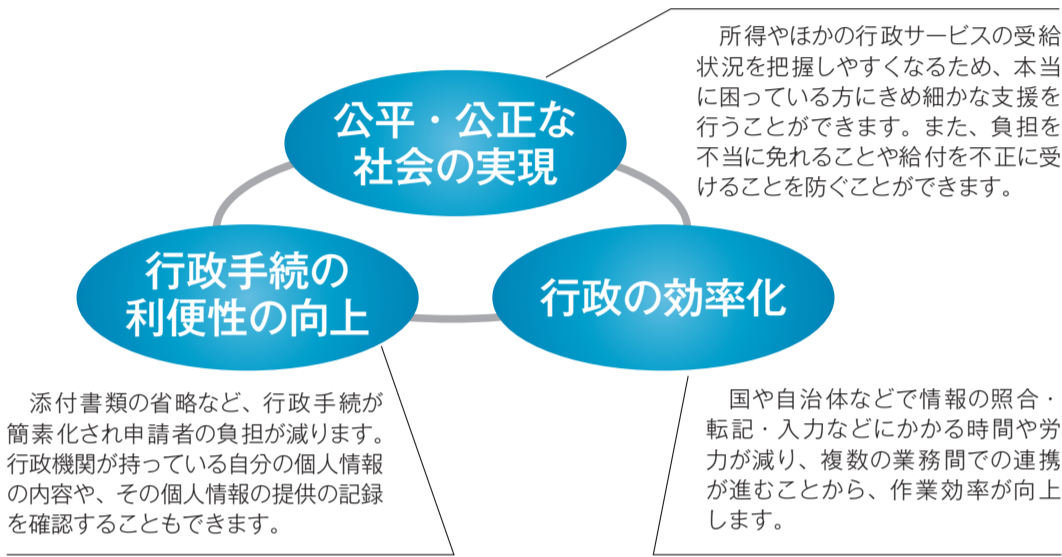 公平・公正な
社会の実現
所得やほかの行政サービスの受給
状況を把握しやすくなるため、本当
に困っている方にきめ細かな支援を
行うことができます。また、負担を
不当に免れることや給付を不正に受
けることを防ぐことができます。
行政手続の
利便性の向上
添付書類の省略など、行政手続が
簡素化され申請者の負担が減ります。
行政機関が持っている自分の個人情報
の内容や、その個人情報の提供の記録
を確認することもできます。
行政の効率化
国や自治体などで情報の照合・
転記・入力などにかかる時間や労
力が減り、複数の業務間での連携
が進むことから、作業効率が向上
します。